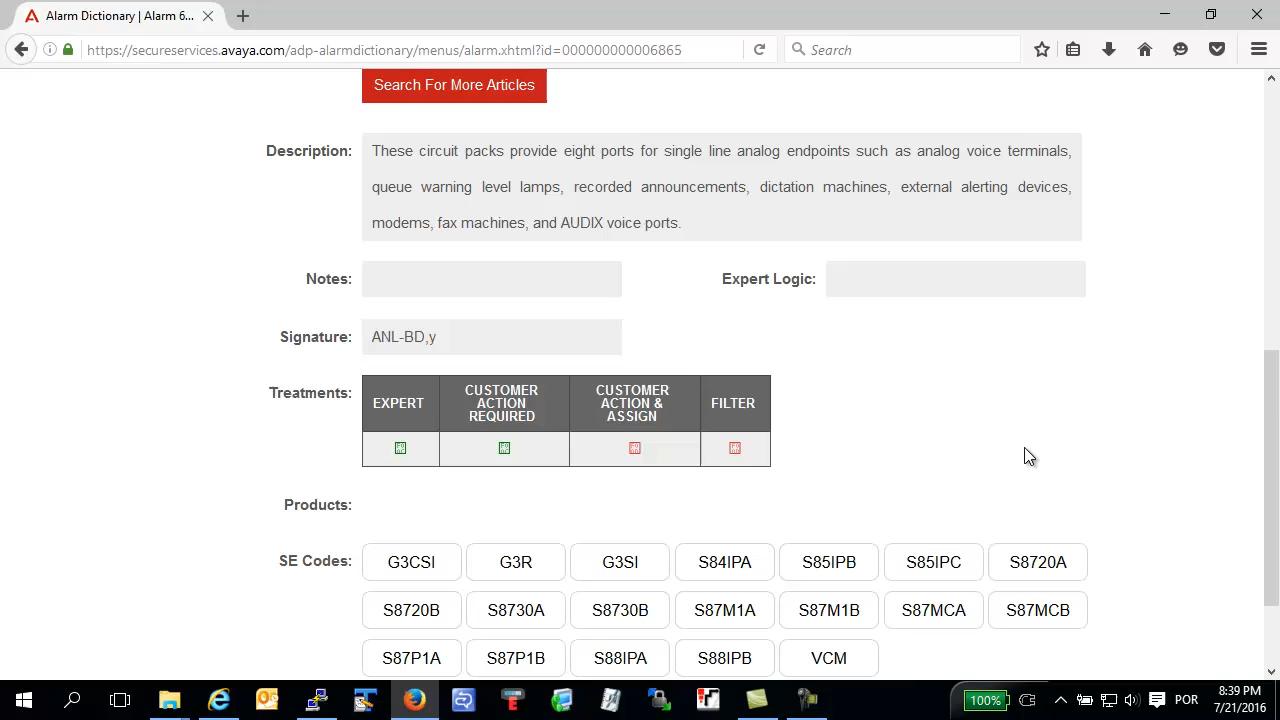 Alarm Dictionary | Alarm 6...
https://secureservices.avaya.com/adp-alarmdictionary/menus/alarm.xhtml?id=000000000006865
Search
Search For More Articles
Description:
These circuit packs provide eight ports for single line analog endpoints such as analog voice terminals,
queue warning level lamps, recorded announcements, dictation machines, external alerting devices,
modems, fax machines, and AUDIX voice ports.
Notes:
Expert Logic:
Signature:
ANL-BD,y
Treatments:
EXPERT
CUSTOMER
ACTION
REQUIRED
CUSTOMER
ACTION &
ASSIGN
FILTER
Products:
SE Codes:
G3CSI G3R G3SI S84IPA S85IPB S85IPC S8720A
S8720B S8730A S8730B S87M1A S87M1B S87MCA S87MCB
S87P1A S87P1B S88IPA S88IPB VCM
100%
POR
8:39 PM
7/21/2016